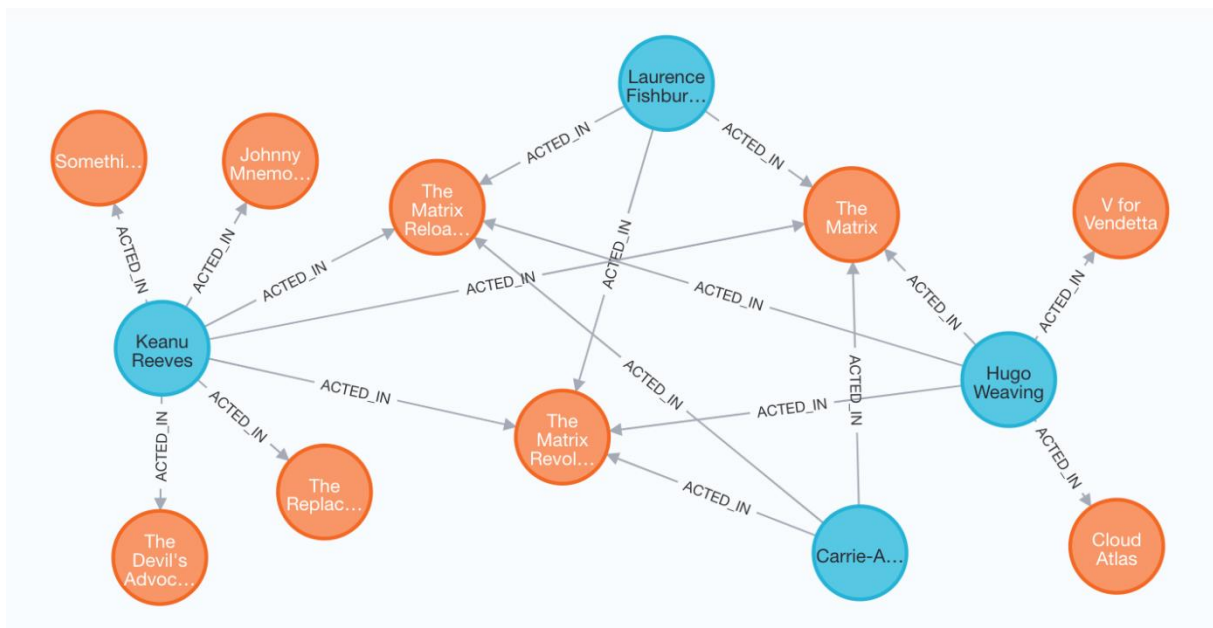 Laurence
Fishbur...
ACTED_IN
ACTED_IN
ACTED_IN
Somethi...
Johnny
Mnemo...
The
Matrix
Reloa...
The
Matrix
V for
Vendetta
ACTED_IN
ACTED_IN
ACTED_IN
ACTED_IN
ACTED_IN
ACTED_IN
ACTED_IN
Keanu
Reeves
Hugo
Weaving
ACTED_IN
ACTED_IN
ACTED_IN
ACTED_IN
ACTED_IN
ACTED_IN
The
Matrix
Revol...
ACTED_IN
ACTED_IN
ACTED_IN
The
Replac...
The
Devil's
Advoc...
Carrie-A...
Cloud
Atlas